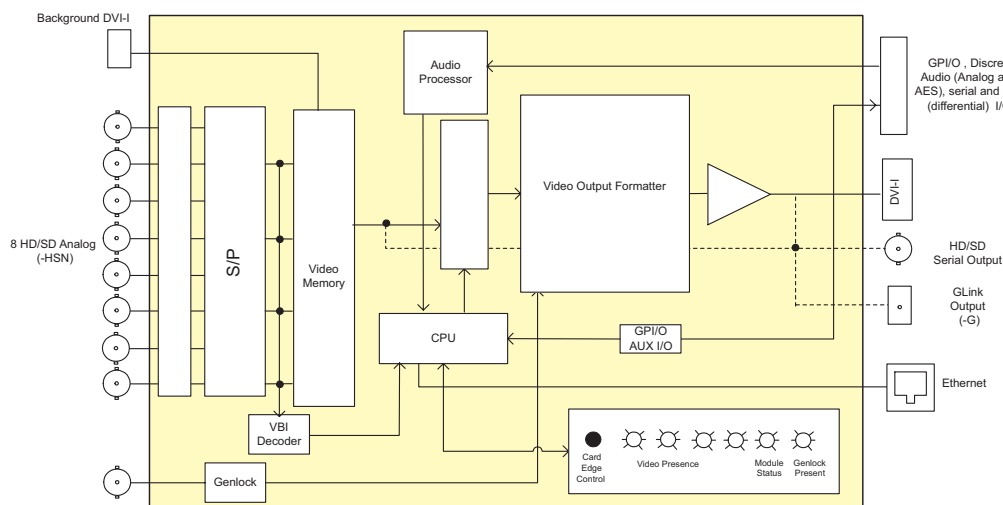 Background DVI-I
Audio
Processor
GPI/O , Discre
Audio (Analog a
AES), serial and
(differential) I/
8 HD/SD Analog
(-HSN)
S/P
Video
Memory
Video Output Formatter
DVI-I
HD/SD
Serial Output
GLink
Output
(-G)
CPU
GPI/O
AUX I/O
Ethernet
VBI
Decoder
Genlock
Card
Edge
Control
Video Presence
Module
Status
Genlock
Present